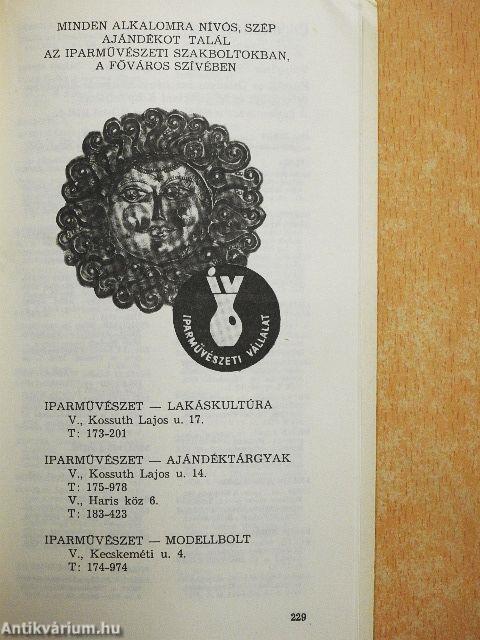 MINDEN ALKALOMRA NÍVÓS, SZÉP
AJÁNDÉKOT TALÁL
AZ IPARMŰVÉSZETI SZAKBOLTOKBAN,
A FŐVÁROS SZÍVÉBEN
ÍV
IPARMŰVÉSZETI VÁLLALAT
IPARMŰVÉSZET — LAKÁSKULTÚRA
V., Kossuth Lajos u. 17.
T: 173-201
IPARMŰVÉSZET — AJÁNDÉKTÁRGYAK
V., Kossuth Lajos u. 14.
T: 175-978
V., Haris köz 6.
T: 183-423
IPARMŰVÉSZET — MODELLBOLT
V., Kecskeméti u. 4.
T: 174-974
229
Antikvárium.hu